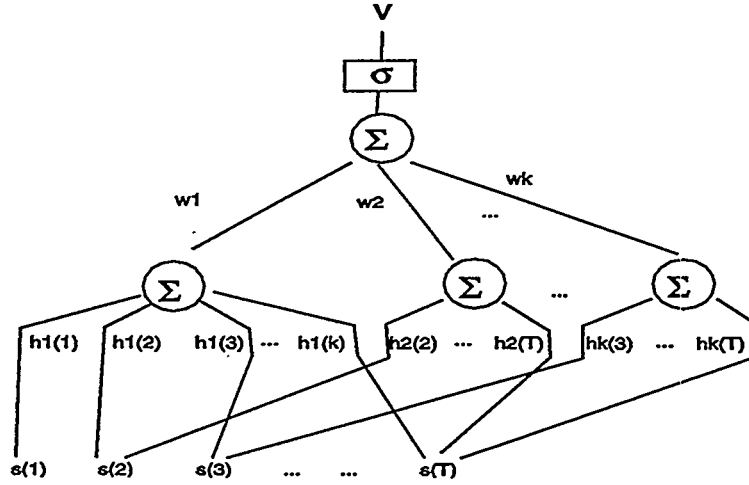 V
σ
Σ
w1 w2 ... wk
Σ Σ ... Σ
h1(1) h1(2) h1(3) ... h1(k) h2(2) ... h2(T) hk(3) ... hk(T)
s(1) s(2) s(3) ... ... s(T)